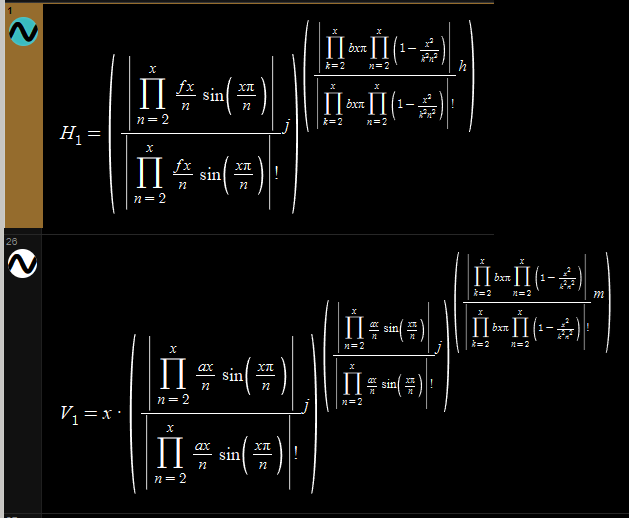 1
H₁ = ( |∏_{n=2}^{x} (fx/n) sin(xπ/n)| j / |∏_{n=2}^{x} (fx/n) sin(xπ/n)|! )^( |∏_{k=2}^{x} bxπ ∏_{n=2}^{x} (1 − x²/(k²n²))| h / |∏_{k=2}^{x} bxπ ∏_{n=2}^{x} (1 − x²/(k²n²))|! )
26
V₁ = x · ( |∏_{n=2}^{x} (ax/n) sin(xπ/n)| j / |∏_{n=2}^{x} (ax/n) sin(xπ/n)|! )^( |∏_{n=2}^{x} (ax/n) sin(xπ/n)| j / |∏_{n=2}^{x} (ax/n) sin(xπ/n)|! )^( |∏_{k=2}^{x} bxπ ∏_{n=2}^{x} (1 − x²/(k²n²))| m / |∏_{k=2}^{x} bxπ ∏_{n=2}^{x} (1 − x²/(k²n²))|! )